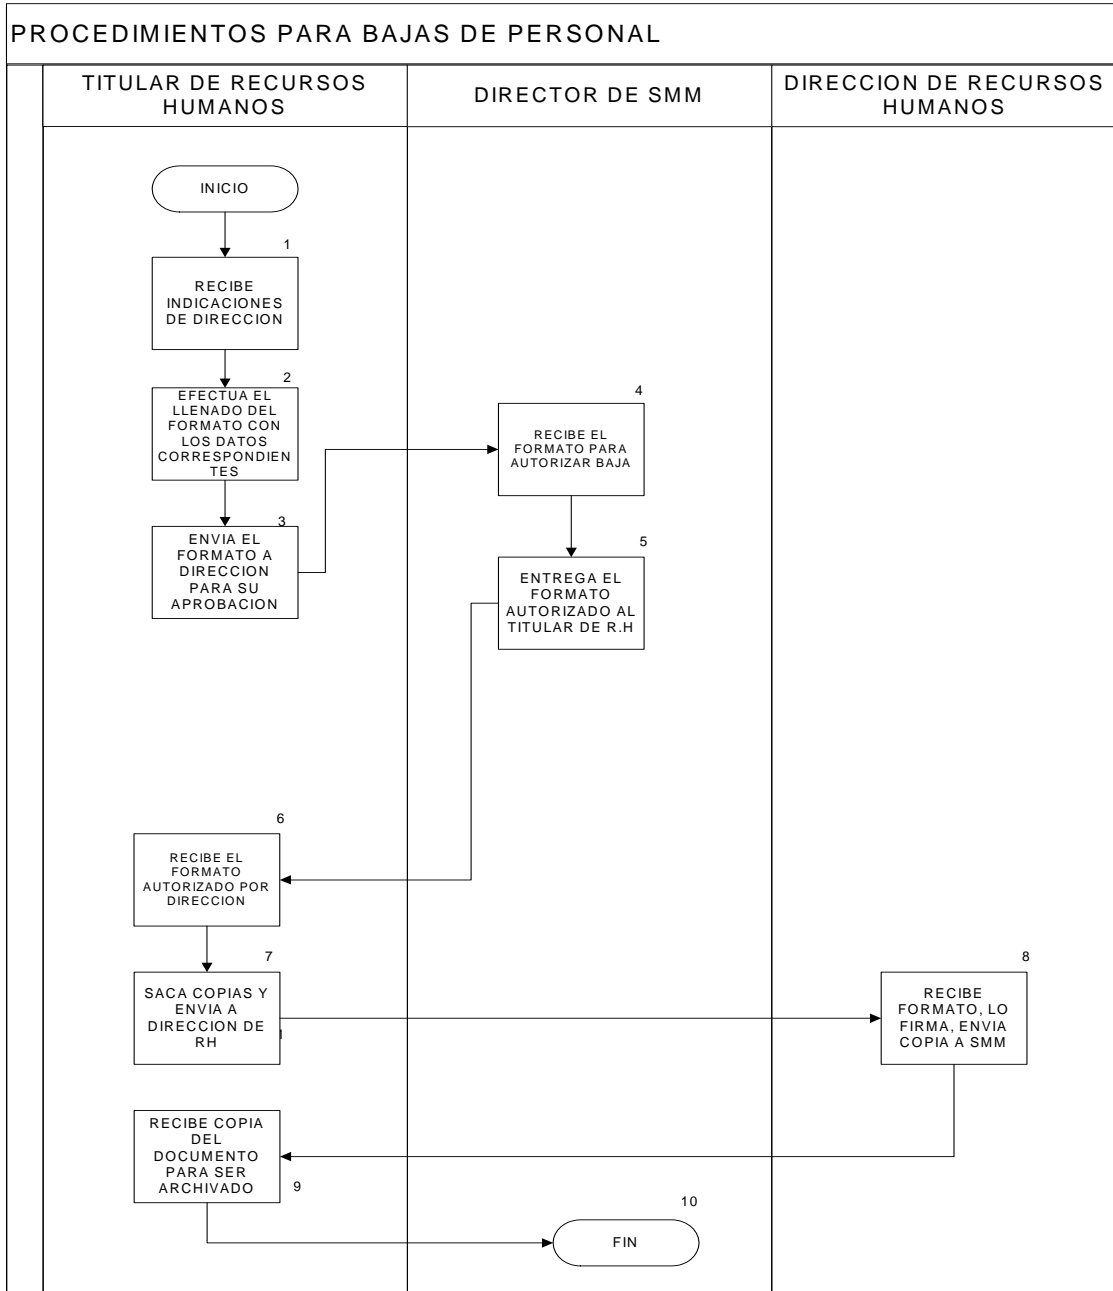 PROCEDIMIENTOS PARA BAJAS DE PERSONAL
TITULAR DE RECURSOS
HUMANOS
DIRECTOR DE SMM
DIRECCION DE RECURSOS
HUMANOS
INICIO
1
RECIBE
INDICACIONES
DE DIRECCION
2
EFECTUA EL
LLENADO DEL
FORMATO CON
LOS DATOS
CORRESPONDIEN
TES
3
ENVIA EL
FORMATO A
DIRECCION
PARA SU
APROBACION
4
RECIBE EL
FORMATO PARA
AUTORIZAR BAJA
5
ENTREGA EL
FORMATO
AUTORIZADO AL
TITULAR DE R.H
6
RECIBE EL
FORMATO
AUTORIZADO POR
DIRECCION
7
SACA COPIAS Y
ENVIA A
DIRECCION DE
RH
8
RECIBE
FORMATO, LO
FIRMA, ENVIA
COPIA A SMM
RECIBE COPIA
DEL
DOCUMENTO
PARA SER
ARCHIVADO
9
10
FIN